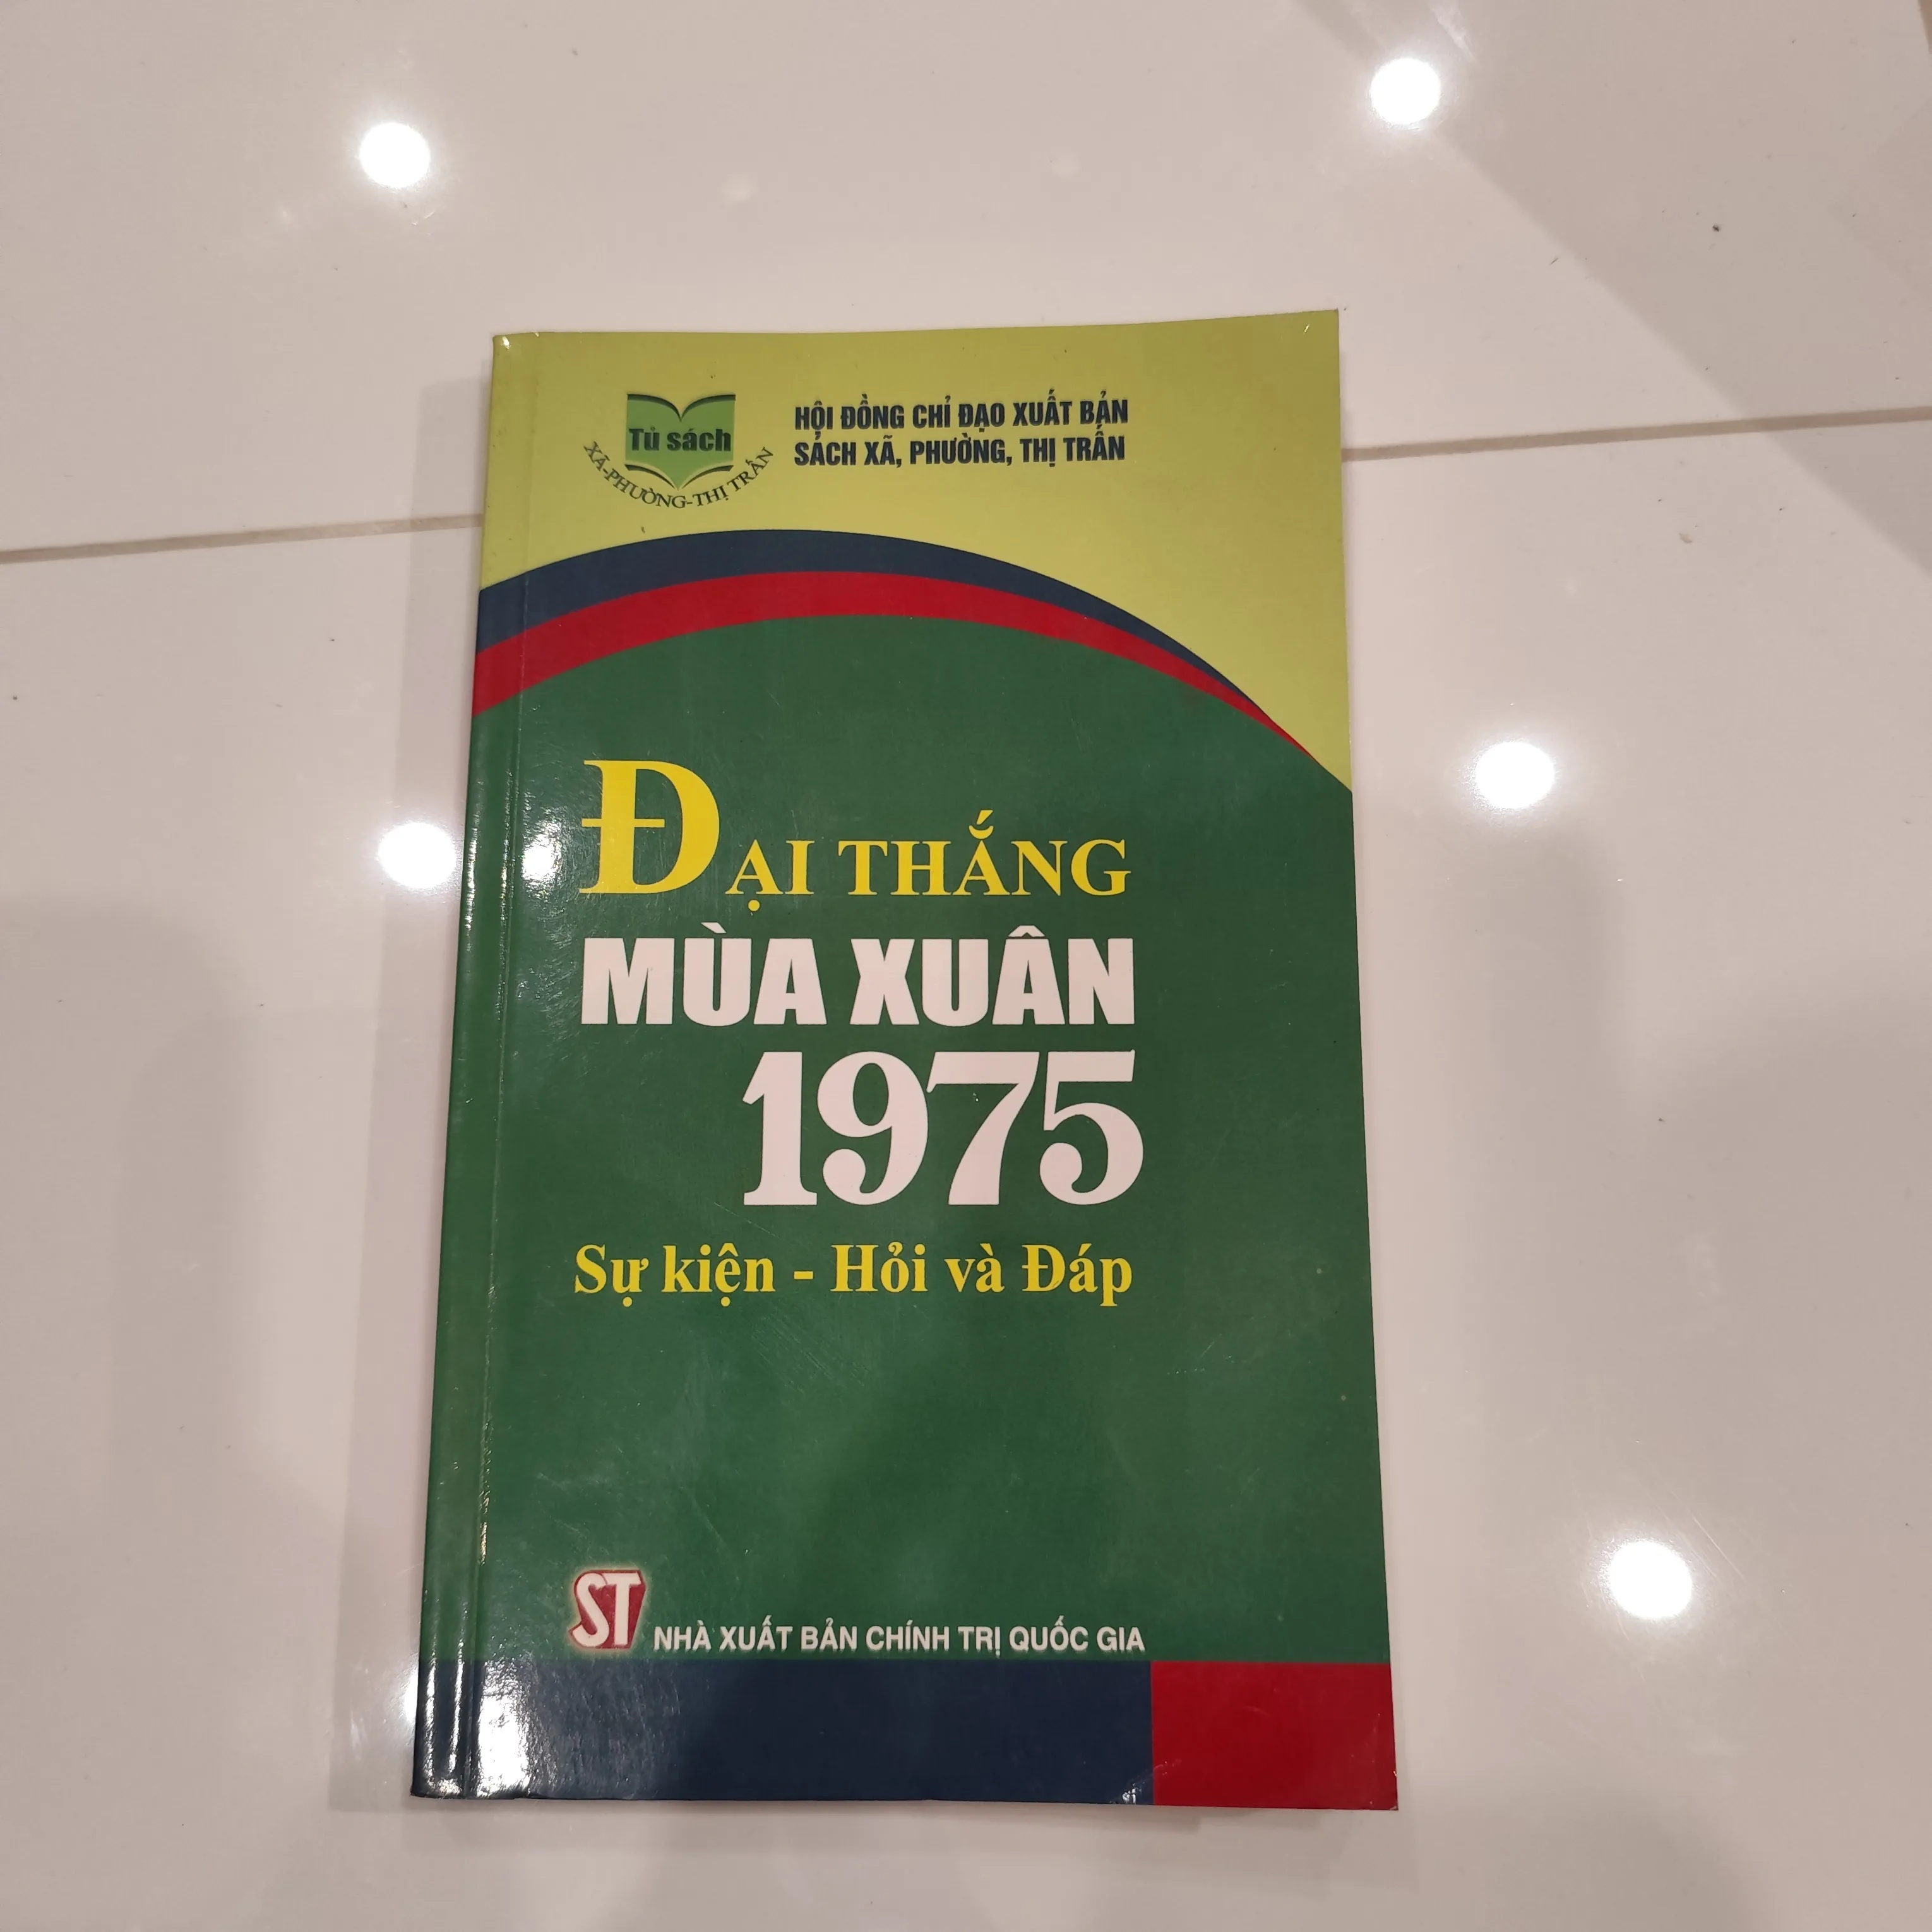 Tủ sách
XÃ-PHƯỜNG-THỊ TRẤN
HỘI ĐỒNG CHỈ ĐẠO XUẤT BẢN
SÁCH XÃ, PHƯỜNG, THỊ TRẤN
ĐẠI THẮNG
MÙA XUÂN
1975
Sự kiện - Hỏi và Đáp
ST
NHÀ XUẤT BẢN CHÍNH TRỊ QUỐC GIA